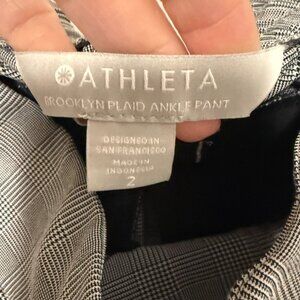 ATHLETA
BROOKLYN PLAID ANKLE PANT
DESIGNED IN
SAN FRANCISCO
MADE IN
INDONESIA
2